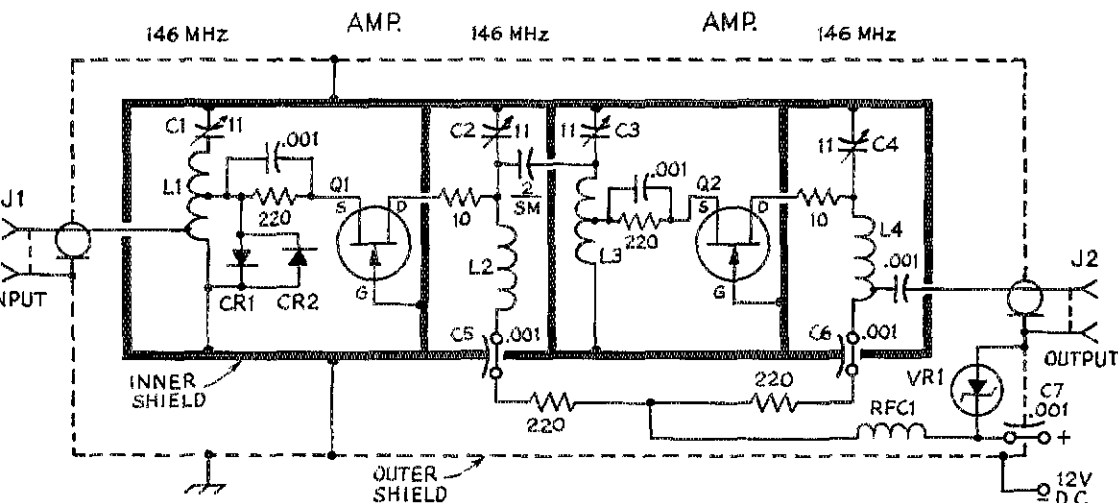 146 MHz
AMP.
146 MHz
AMP.
146 MHz
C1
11
.001
C2
11
11
C3
11
C4
J1
L1
220
Q1
S
D
G
10
2
SM
.001
220
Q2
S
D
G
10
L4
.001
J2
CR1
CR2
L2
L3
NPUT
C5
.001
C6
.001
OUTPUT
INNER
SHIELD
220
220
VR1
RFC1
C7
.001
+
OUTER
SHIELD
12V
D.C.